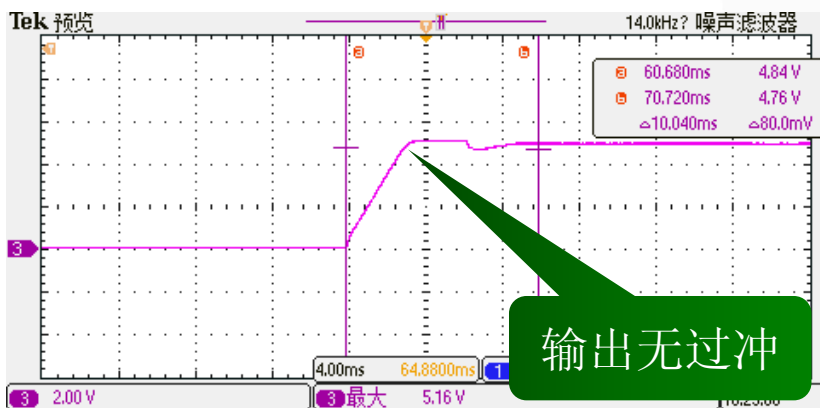 Tek 预览 14.0kHz? 噪声滤波器
a b
a 60.680ms 4.84 V
b 70.720ms 4.76 V
△10.040ms △80.0mV
3
输出无过冲
4.00ms 64.8800ms 1
3 2.00 V 3 最大 5.16 V